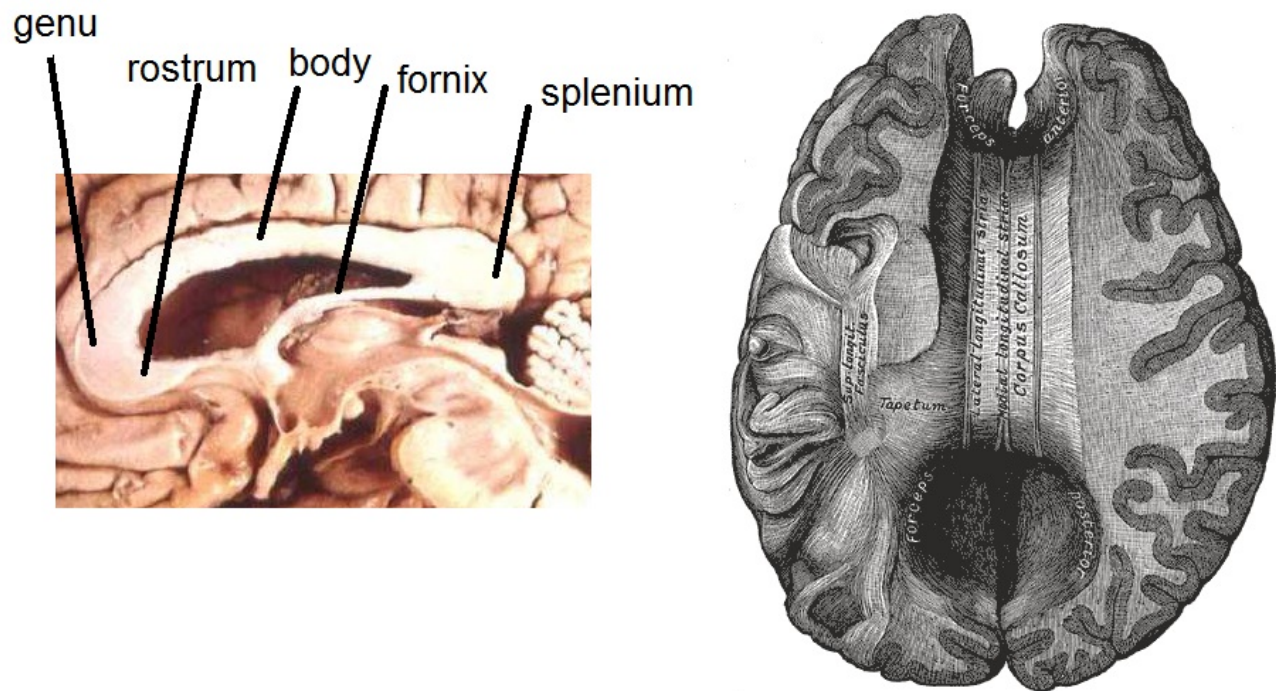 genu
rostrum
body
fornix
splenium
Forceps
anterior
Lateral longitudinal stria
Medial longitudinal striae
Corpus Callosum
Sup. longit.
Fasciculus
Tapetum
Forceps
posterior